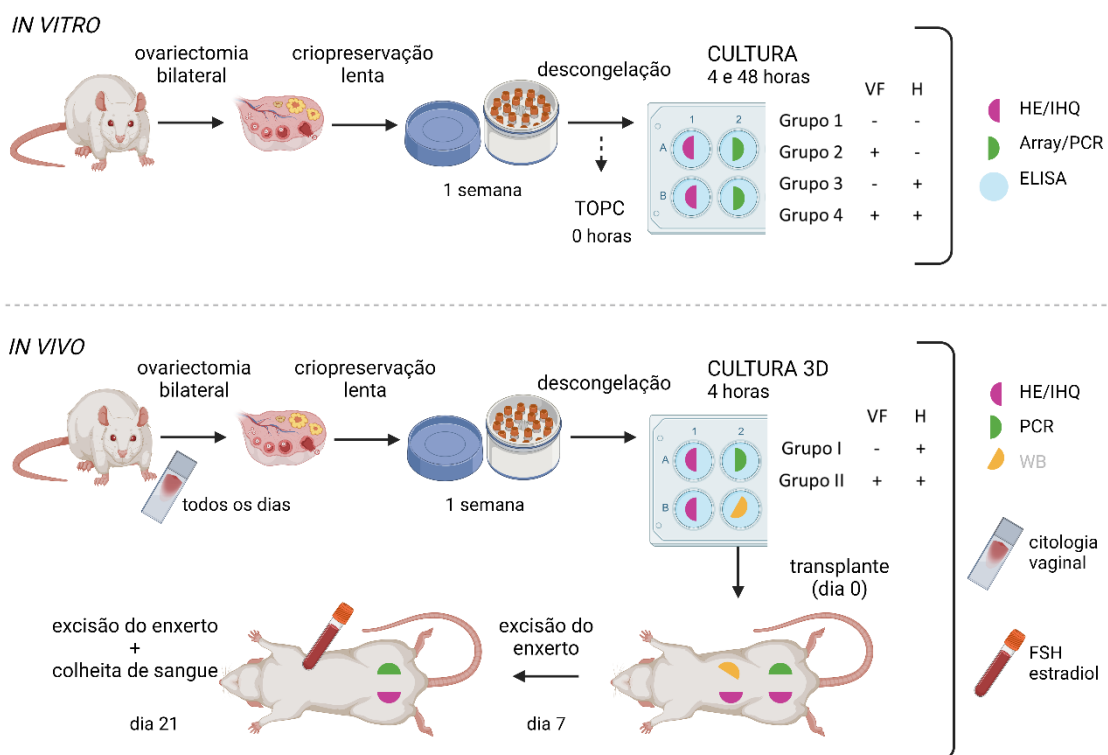 IN VITRO
ovariectomia
bilateral
criopreservação
lenta
1 semana
descongelação
TOPC
0 horas
CULTURA
4 e 48 horas
1 2
A
B
VF H
Grupo 1 - -
Grupo 2 + -
Grupo 3 - +
Grupo 4 + +
HE/IHQ
Array/PCR
ELISA
IN VIVO
ovariectomia
bilateral
todos os dias
criopreservação
lenta
1 semana
descongelação
CULTURA 3D
4 horas
1 2
A
B
VF H
Grupo I - +
Grupo II + +
HE/IHQ
PCR
WB
citologia
vaginal
FSH
estradiol
transplante
(dia 0)
excisão do
enxerto
dia 7
excisão do enxerto
+
colheita de sangue
dia 21